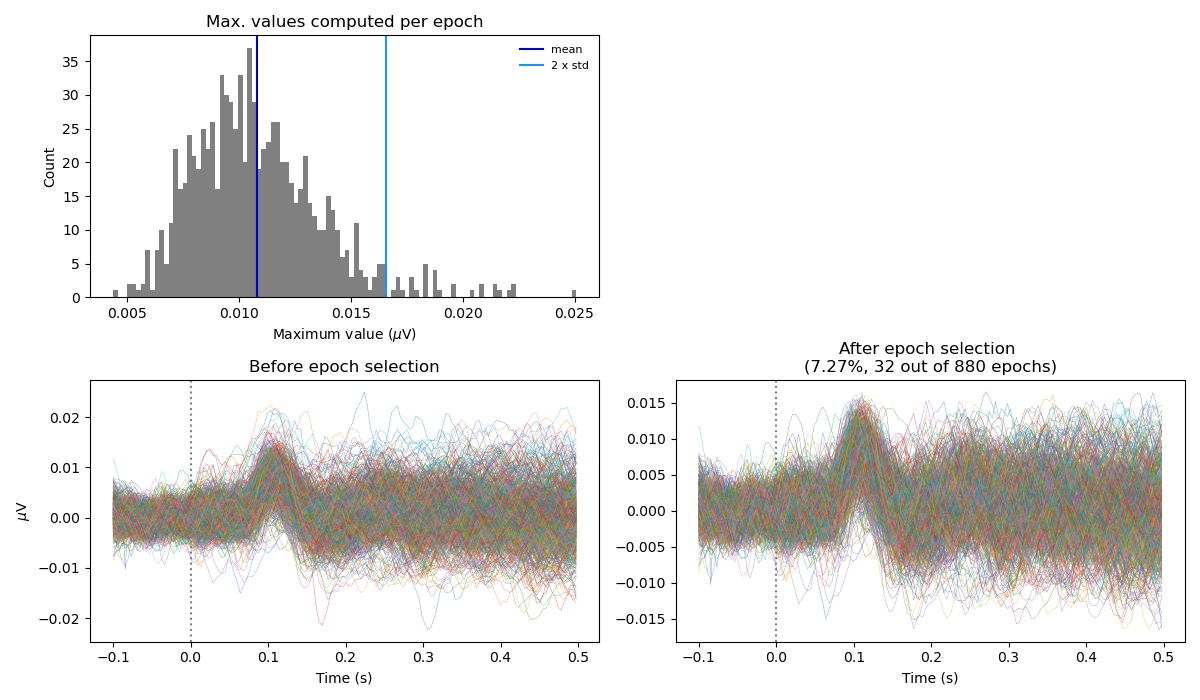 Max. values computed per epoch
mean
2 x std
35
30
25
20
15
10
5
0
Count
0.005 0.010 0.015 0.020 0.025
Maximum value (μV)
Before epoch selection
0.02
0.01
0.00
−0.01
−0.02
μV
−0.1 0.0 0.1 0.2 0.3 0.4 0.5
Time (s)
After epoch selection
(7.27%, 32 out of 880 epochs)
0.015
0.010
0.005
0.000
−0.005
−0.010
−0.015
−0.1 0.0 0.1 0.2 0.3 0.4 0.5
Time (s)